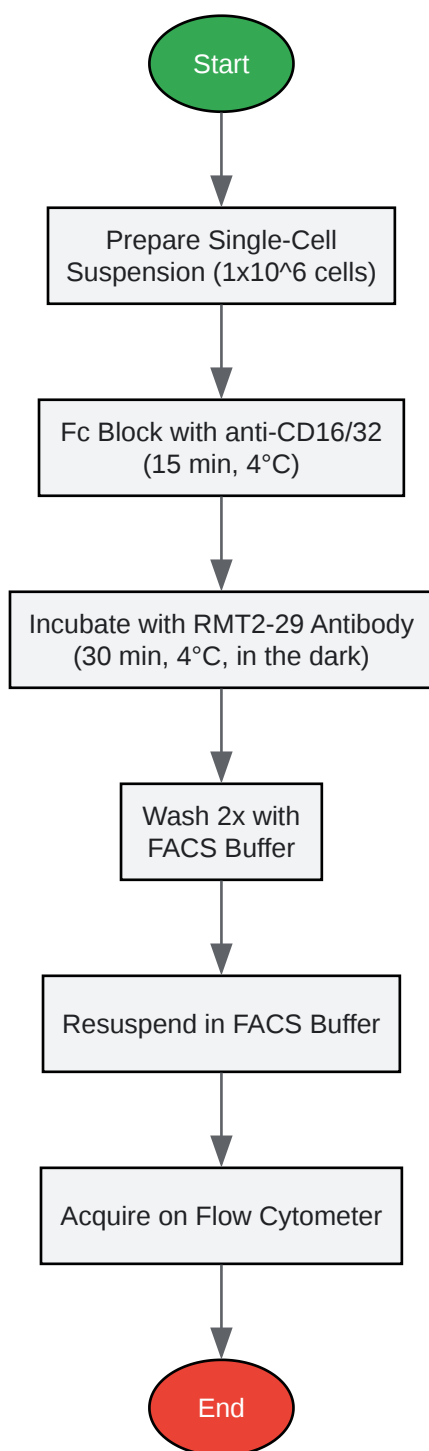 Start
Prepare Single-Cell
Suspension (1x10^6 cells)
Fc Block with anti-CD16/32
(15 min, 4°C)
Incubate with RMT2-29 Antibody
(30 min, 4°C, in the dark)
Wash 2x with
FACS Buffer
Resuspend in FACS Buffer
Acquire on Flow Cytometer
End